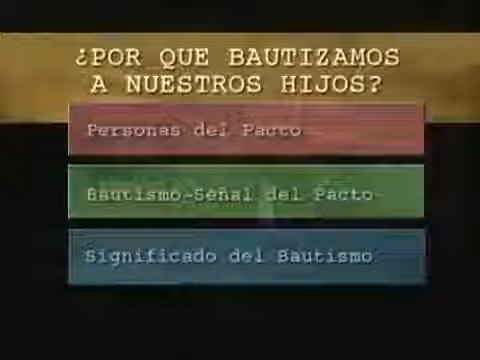 ¿POR QUE BAUTIZAMOS
A NUESTROS HIJOS?
Personas del Pacto
Bautismo-Señal del Pacto
Significado del Bautismo